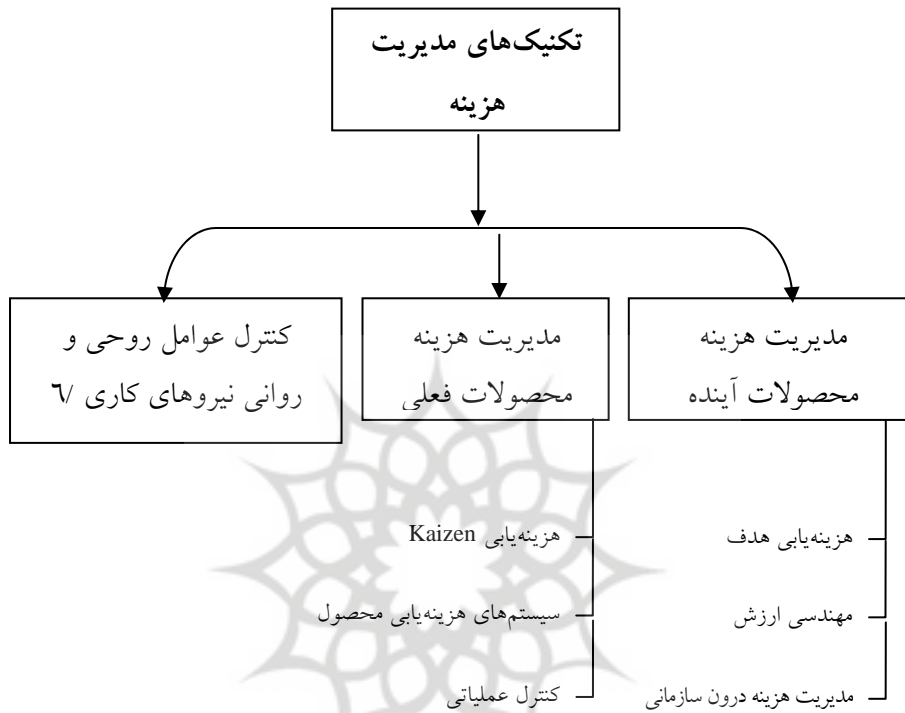 تکنیک‌های مدیریت
هزینه
مدیریت هزینه
محصولات آینده
مدیریت هزینه
محصولات فعلی
کنترل عوامل روحی و
روانی نیروهای کاری /٦
هزینه‌یابی هدف
مهندسی ارزش
مدیریت هزینه درون سازمانی
هزینه‌یابی Kaizen
سیستم‌های هزینه‌یابی محصول
کنترل عملیاتی